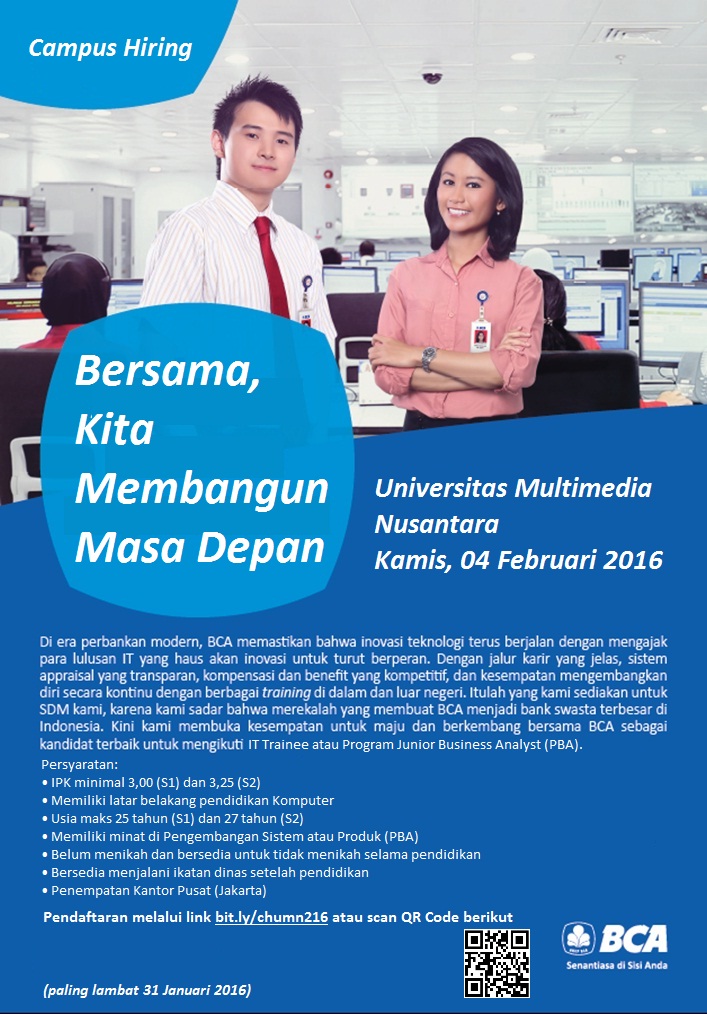 Campus Hiring
Bersama,
Kita
Membangun
Masa Depan
Universitas Multimedia
Nusantara
Kamis, 04 Februari 2016
Di era perbankan modern, BCA memastikan bahwa inovasi teknologi terus berjalan dengan mengajak
para lulusan IT yang haus akan inovasi untuk turut berperan. Dengan jalur karir yang jelas, sistem
appraisal yang transparan, kompensasi dan benefit yang kompetitif, dan kesempatan mengembangkan
diri secara kontinu dengan berbagai training di dalam dan luar negeri. Itulah yang kami sediakan untuk
SDM kami, karena kami sadar bahwa merekalah yang membuat BCA menjadi bank swasta terbesar di
Indonesia. Kini kami membuka kesempatan untuk maju dan berkembang bersama BCA sebagai
kandidat terbaik untuk mengikuti IT Trainee atau Program Junior Business Analyst (PBA).
Persyaratan:
• IPK minimal 3,00 (S1) dan 3,25 (S2)
• Memiliki latar belakang pendidikan Komputer
• Usia maks 25 tahun (S1) dan 27 tahun (S2)
• Memiliki minat di Pengembangan Sistem atau Produk (PBA)
• Belum menikah dan bersedia untuk tidak menikah selama pendidikan
• Bersedia menjalani ikatan dinas setelah pendidikan
• Penempatan Kantor Pusat (Jakarta)
Pendaftaran melalui link bit.ly/chumn216 atau scan QR Code berikut
BCA
Senantiasa di Sisi Anda
(paling lambat 31 Januari 2016)